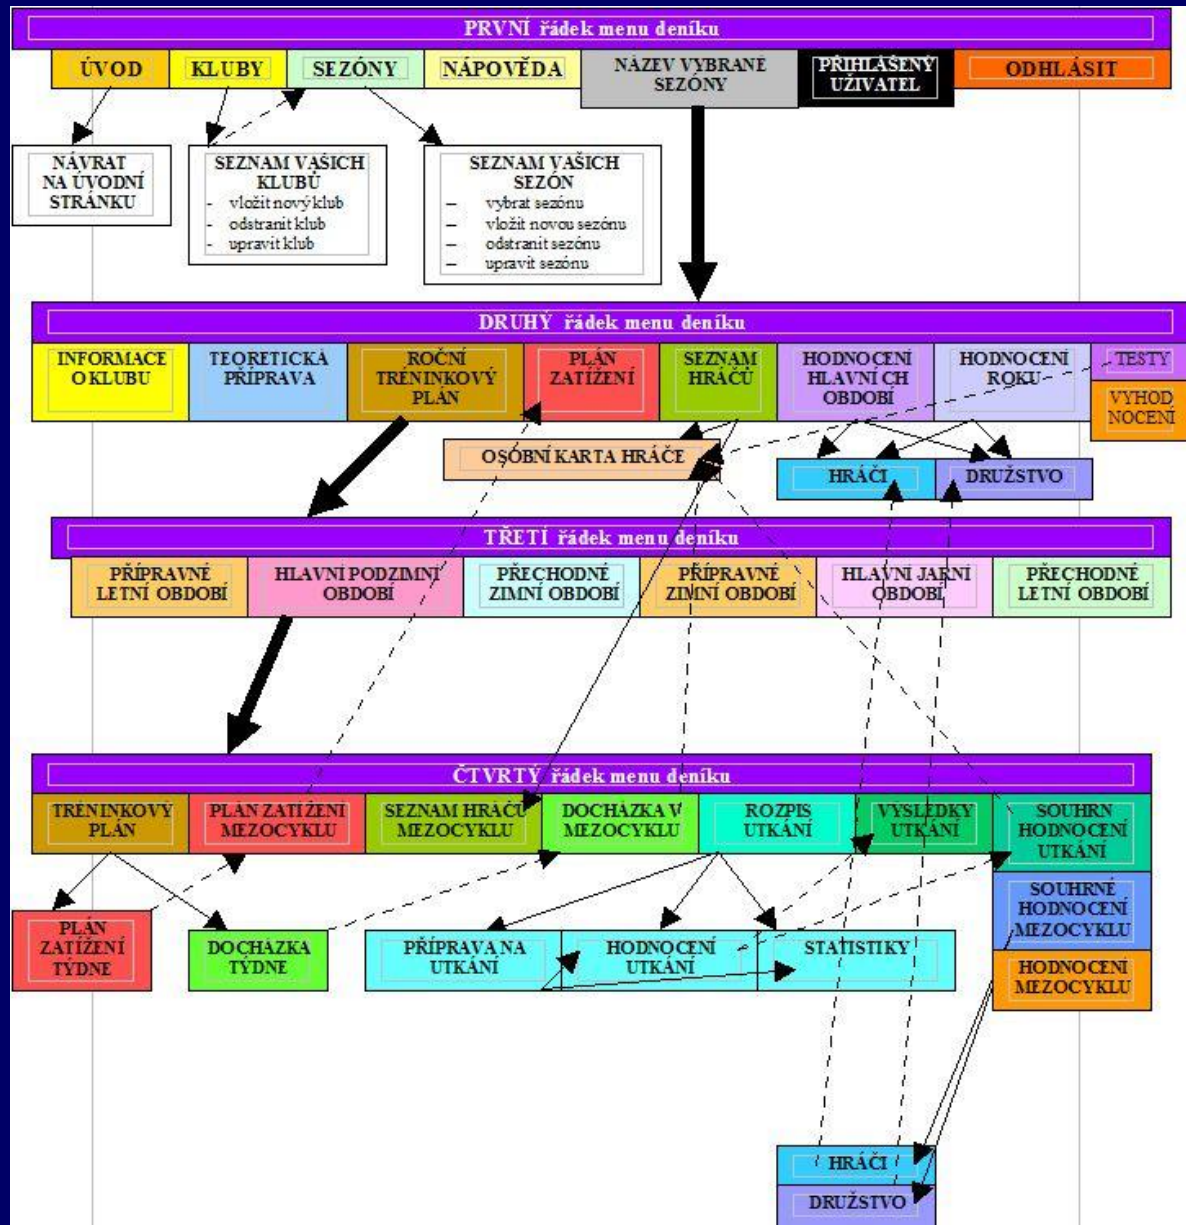 PRVNÍ řádek menu deníku
ÚVOD
KLUBY
SEZÓNY
NÁPOVĚDA
NÁZEV VYBRANÉ
SEZÓNY
PŘIHLÁŠENÝ
UŽIVATEL
ODHLÁSIT
NÁVRAT
NA ÚVODNÍ
STRÁNKU
SEZNAM VAŠICH
KLUBŮ
- vložit nový klub
- odstranit klub
- upravit klub
SEZNAM VAŠICH
SEZÓN
– vybrat sezónu
– vložit novou sezónu
– odstranit sezónu
– upravit sezónu
DRUHÝ řádek menu deníku
INFORMACE
O KLUBU
TEORETICKÁ
PŘÍPRAVA
ROČNÍ
TRÉNINKOVÝ
PLÁN
PLÁN
ZATÍŽENÍ
SEZNAM
HRÁČŮ
HODNOCENÍ
HLAVNÍ CH
OBDOBÍ
HODNOCENÍ
ROKU
TESTY
VYHOD
NOCENÍ
OSOBNÍ KARTA HRÁČE
HRÁČI
DRUŽSTVO
TŘETÍ řádek menu deníku
PŘÍPRAVNÉ
LETNÍ OBDOBÍ
HLAVNÍ PODZIMNÍ
OBDOBÍ
PŘECHODNÉ
ZIMNÍ OBDOBÍ
PŘÍPRAVNÉ
ZIMNÍ OBDOBÍ
HLAVNÍ JARNÍ
OBDOBÍ
PŘECHODNÉ
LETNÍ OBDOBÍ
ČTVRTÝ řádek menu deníku
TRÉNINKOVÝ
PLÁN
PLÁN ZATÍŽENÍ
MEZOCYKLU
SEZNAM HRÁČŮ
MEZOCYKLU
DOCHÁZKA V
MEZOCYKLU
ROZPIS
UTKÁNÍ
VÝSLEDKY
UTKÁNÍ
SOUHRN
HODNOCENÍ
UTKÁNÍ
SOUHRNÉ
HODNOCENÍ
MEZOCYKLU
HODNOCENÍ
MEZOCYKLU
PLÁN
ZATÍŽENÍ
TÝDNE
DOCHÁZKA
TÝDNE
PŘÍPRAVA NA
UTKÁNÍ
HODNOCENÍ
UTKÁNÍ
STATISTIKY
HRÁČI
DRUŽSTVO